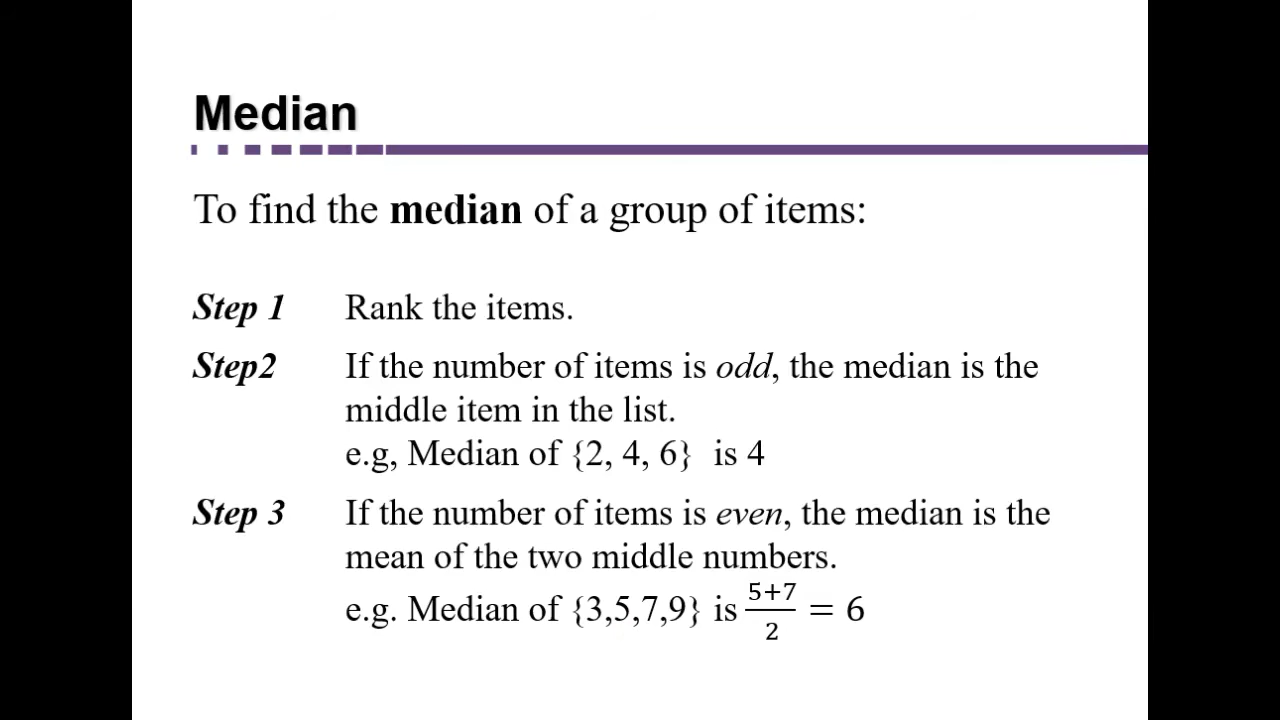 Median
To find the median of a group of items:
Step 1 Rank the items.
Step2 If the number of items is odd, the median is the
middle item in the list.
e.g, Median of {2, 4, 6} is 4
Step 3 If the number of items is even, the median is the
mean of the two middle numbers.
e.g. Median of {3,5,7,9} is 5+7/2 = 6